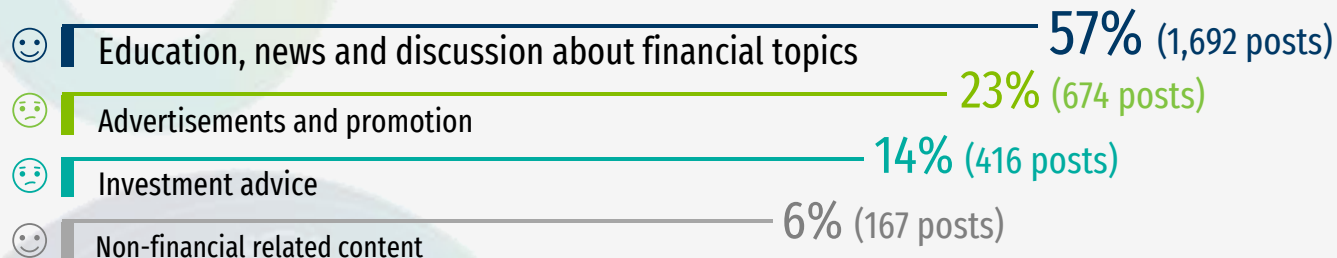 Education, news and discussion about financial topics 57% (1,692 posts)
Advertisements and promotion 23% (674 posts)
Investment advice 14% (416 posts)
Non-financial related content 6% (167 posts)